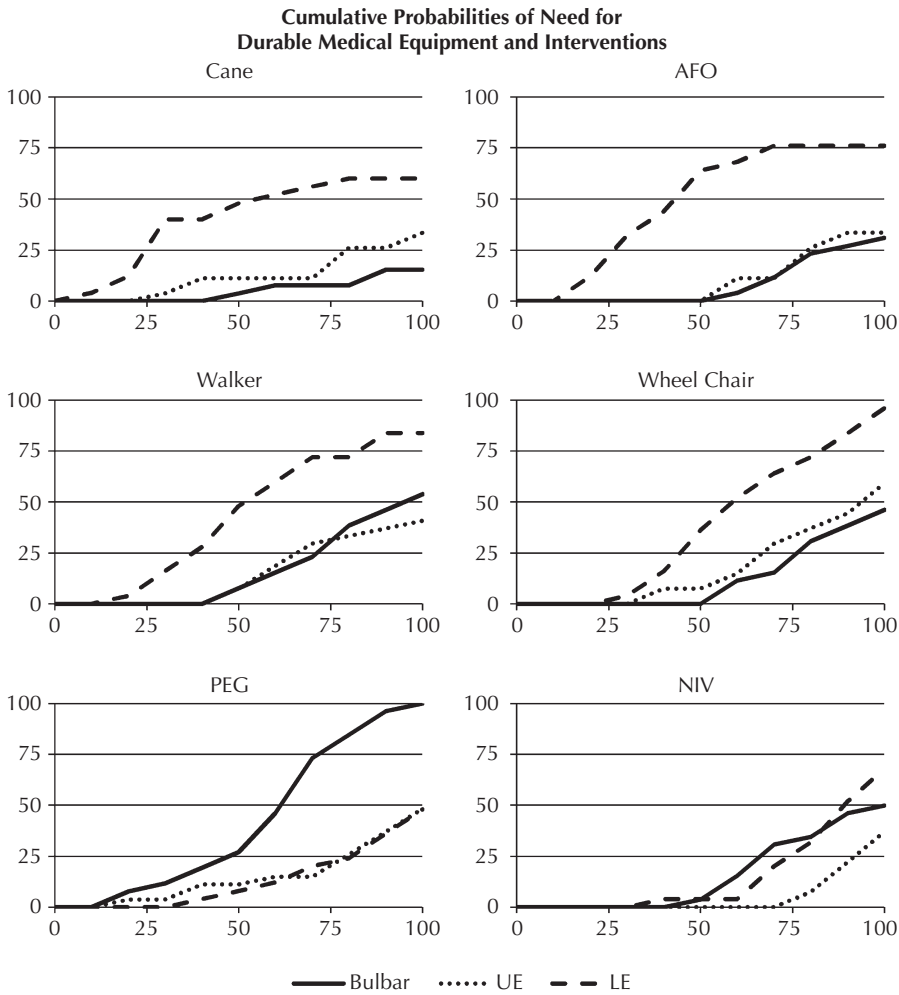 Cumulative Probabilities of Need for
Durable Medical Equipment and Interventions
Cane
100
75
50
25
0
0 25 50 75 100
AFO
100
75
50
25
0
0 25 50 75 100
Walker
100
75
50
25
0
0 25 50 75 100
Wheel Chair
100
75
50
25
0
0 25 50 75 100
PEG
100
75
50
25
0
0 25 50 75 100
NIV
100
75
50
25
0
0 25 50 75 100
Bulbar UE LE